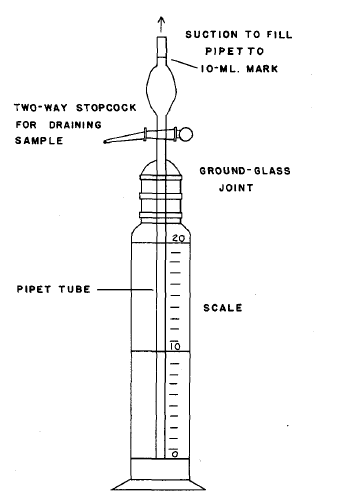 SUCTION TO FILL
PIPET TO
10-ML. MARK
TWO-WAY STOPCOCK
FOR DRAINING
SAMPLE
GROUND-GLASS
JOINT
20
PIPET TUBE
SCALE
10
0